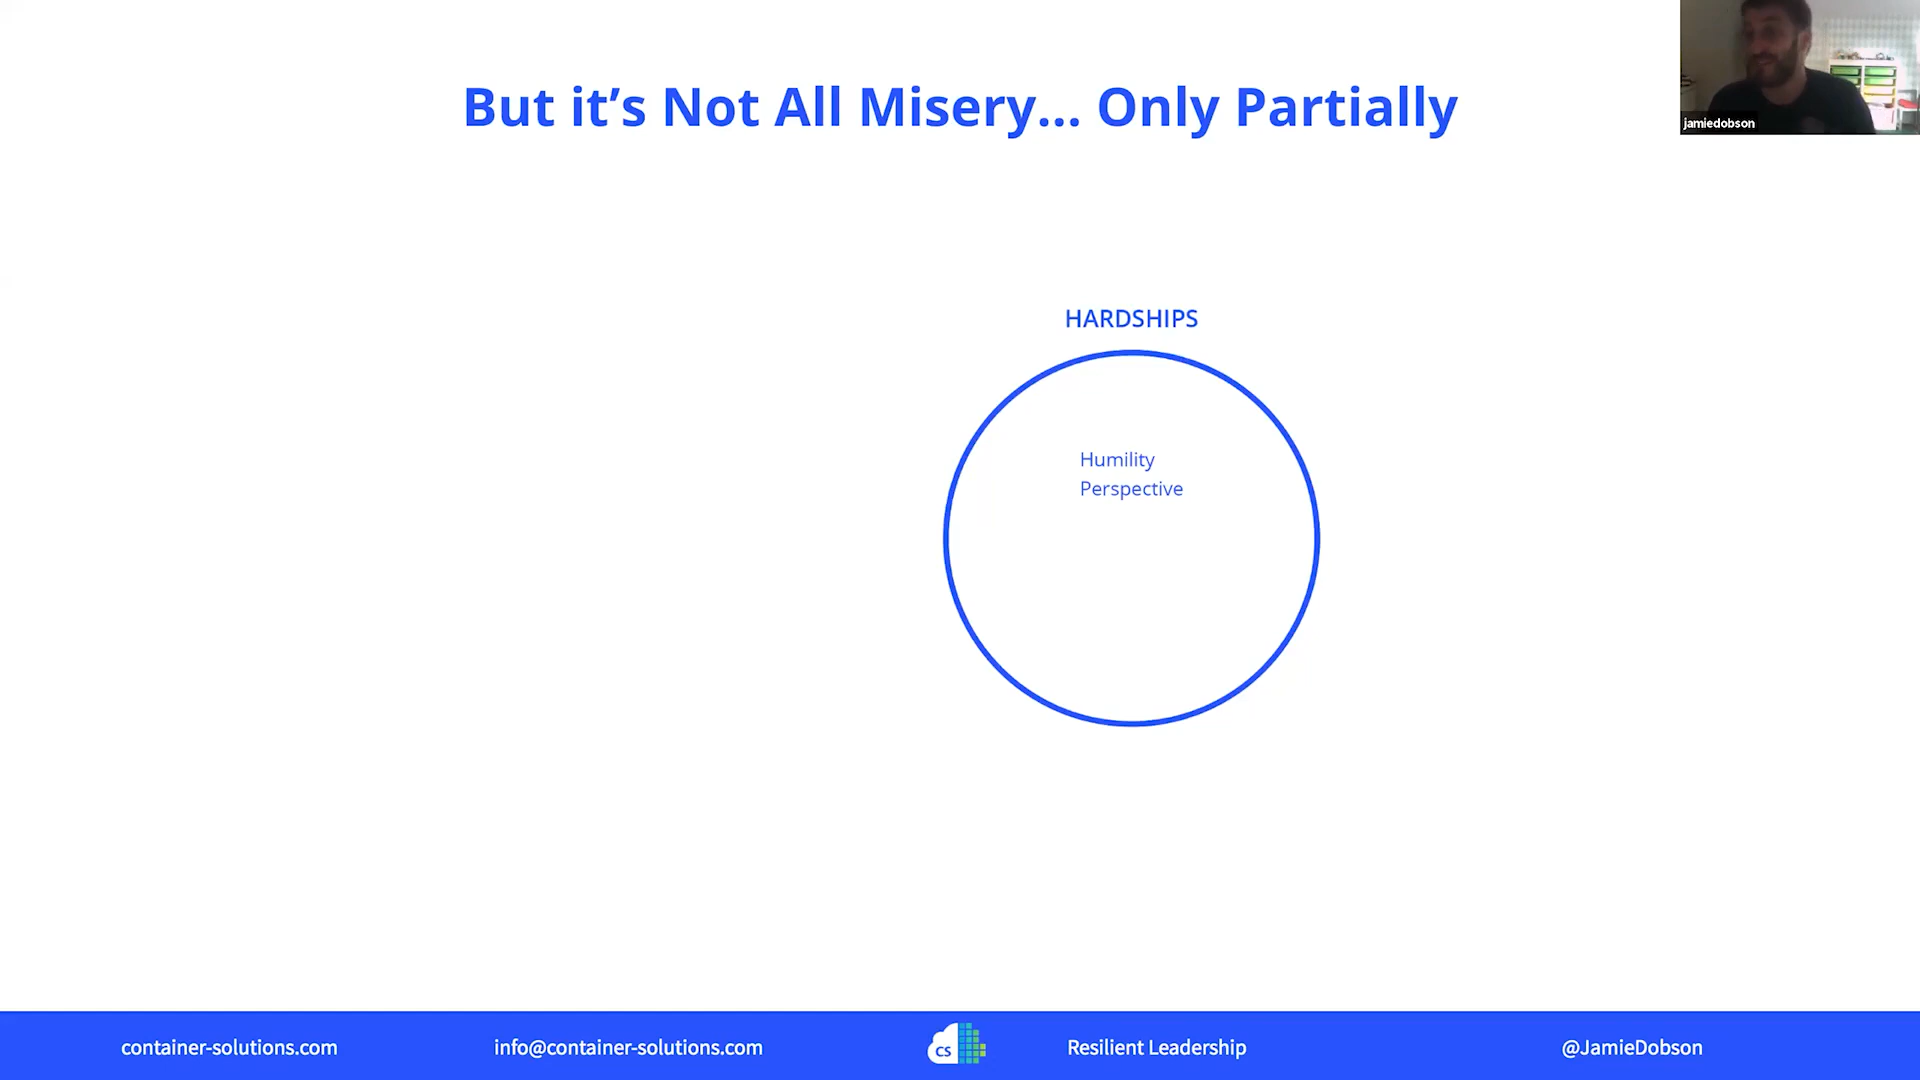 But it’s Not All Misery... Only Partially
jamiedobson
HARDSHIPS
Humility
Perspective
container-solutions.com
info@container-solutions.com
CS
Resilient Leadership
@JamieDobson